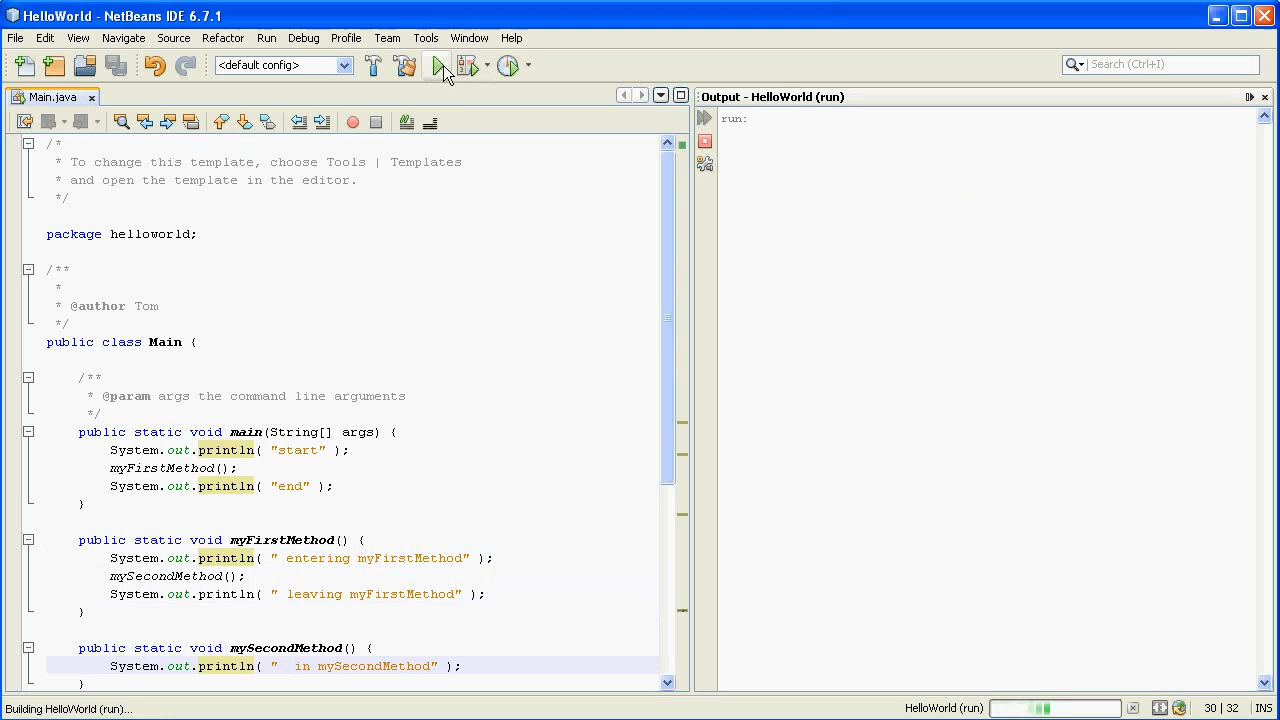 HelloWorld - NetBeans IDE 6.7.1
File Edit View Navigate Source Refactor Run Debug Profile Team Tools Window Help
<default config>
Search (Ctrl+I)
Main.java
/*
 * To change this template, choose Tools | Templates
 * and open the template in the editor.
 */
package helloworld;
/**
 *
 * @author Tom
 */
public class Main {
/**
 * @param args the command line arguments
 */
public static void main(String[] args) {
System.out.println( "start" );
myFirstMethod();
System.out.println( "end" );
}
public static void myFirstMethod() {
System.out.println( " entering myFirstMethod" );
mySecondMethod();
System.out.println( " leaving myFirstMethod" );
}
public static void mySecondMethod() {
System.out.println( "  in mySecondMethod" );
}
Output - HelloWorld (run)
run:
Building HelloWorld (run)...
HelloWorld (run)
30 | 32
INS